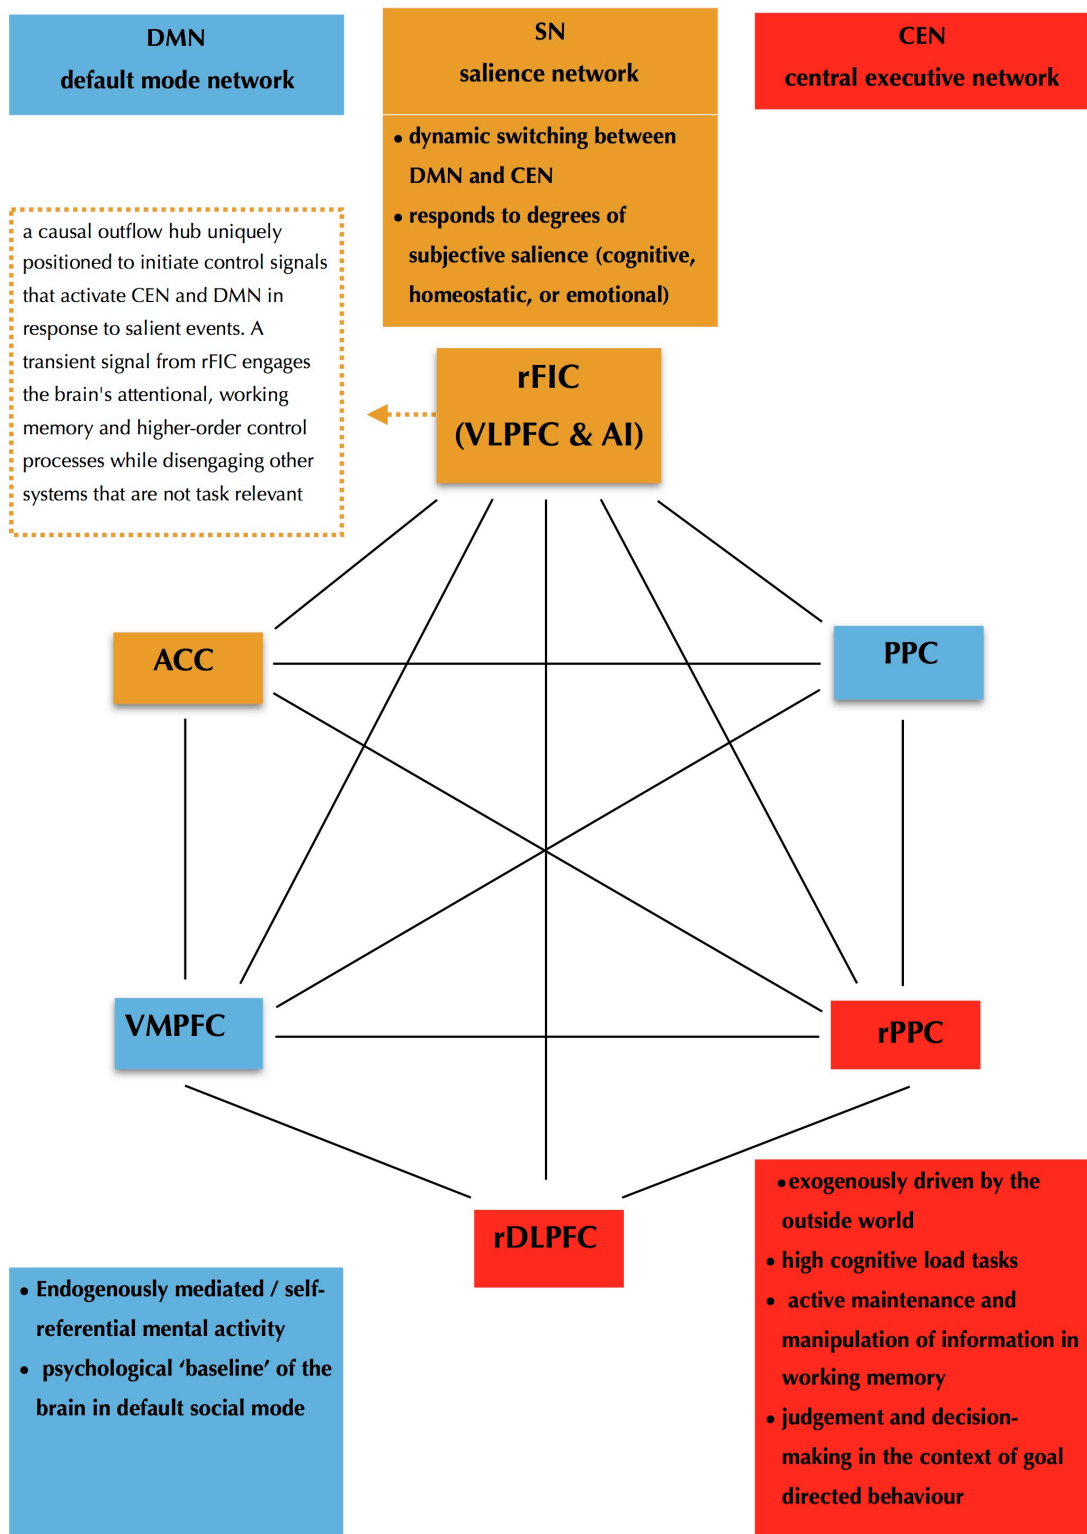 DMN
default mode network
SN
salience network
CEN
central executive network
• dynamic switching between
DMN and CEN
• responds to degrees of
subjective salience (cognitive,
homeostatic, or emotional)
a causal outflow hub uniquely
positioned to initiate control signals
that activate CEN and DMN in
response to salient events. A
transient signal from rFIC engages
the brain's attentional, working
memory and higher-order control
processes while disengaging other
systems that are not task relevant
rFIC
(VLPFC & AI)
ACC
PPC
VMPFC
rPPC
rDLPFC
• Endogenously mediated / self-
referential mental activity
• psychological ‘baseline’ of the
brain in default social mode
• exogenously driven by the
outside world
• high cognitive load tasks
• active maintenance and
manipulation of information in
working memory
• judgement and decision-
making in the context of goal
directed behaviour